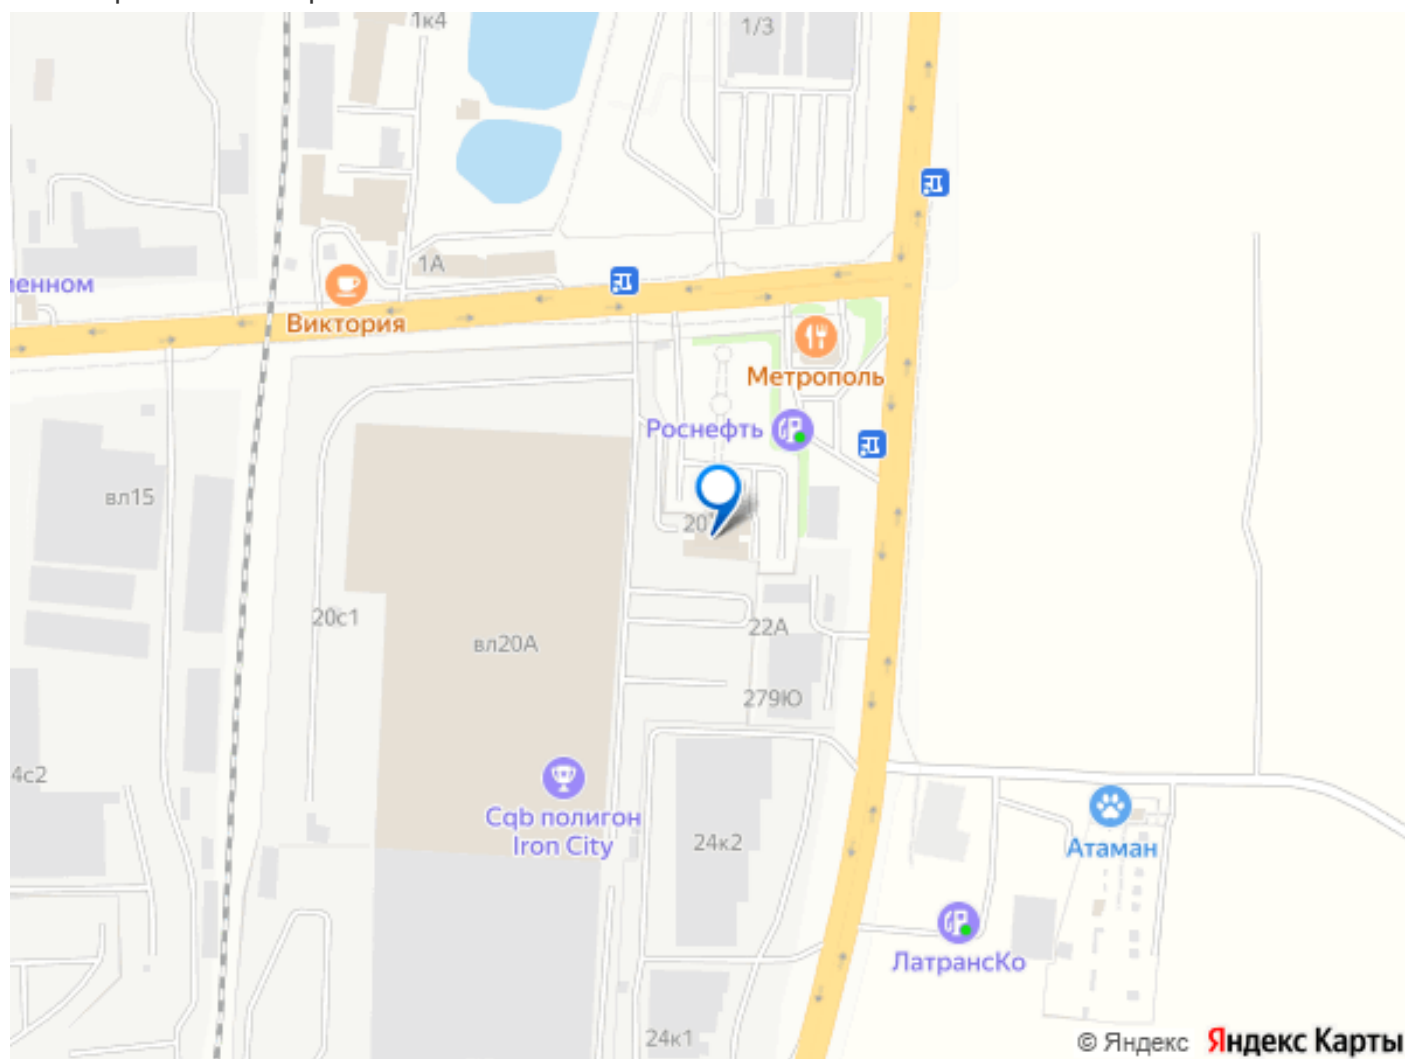 1к4
1/3
1А
ненном
Виктория
Метрополь
Роснефть
вл15
20
20с1
22А
вл20А
279Ю
4с2
Cqb полигон
Iron City
24к2
Атаман
ЛатрансКо
24к1
© Яндекс Яндекс Карты